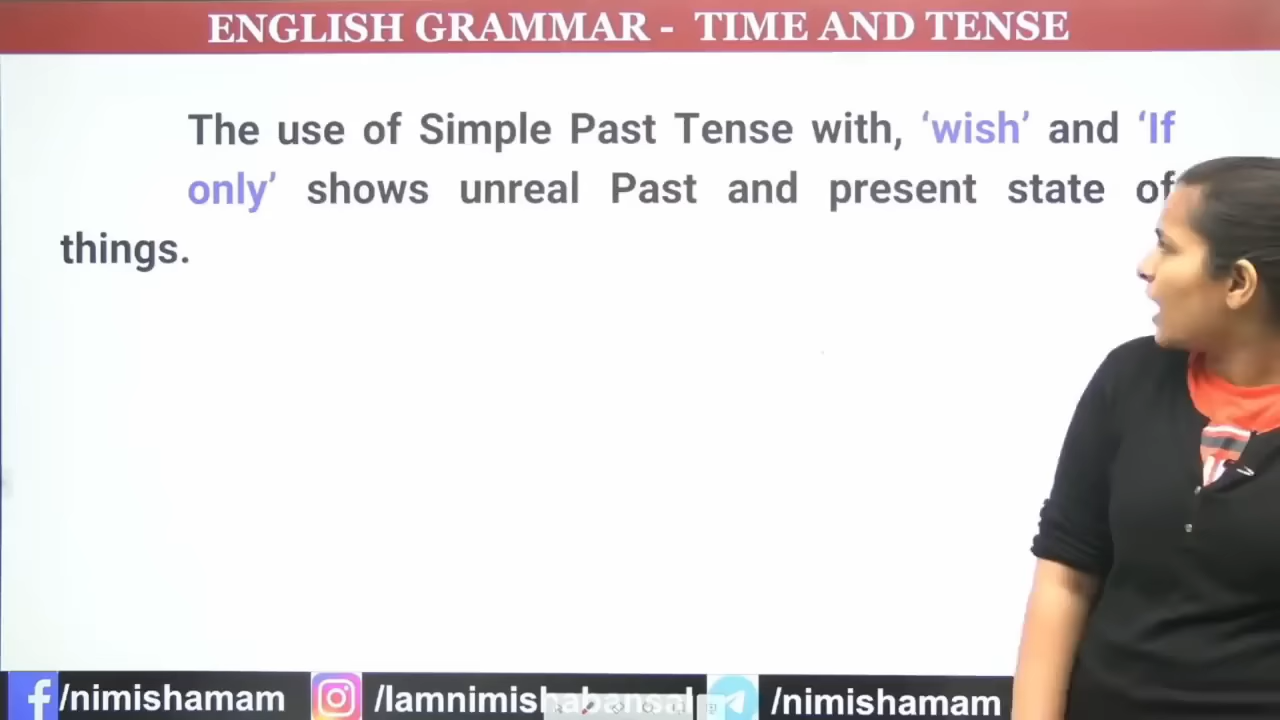 ENGLISH GRAMMAR - TIME AND TENSE
The use of Simple Past Tense with, ‘wish’ and ‘If
only’ shows unreal Past and present state of
things.
/nimishamam /Iamnimishabansal /nimishamam